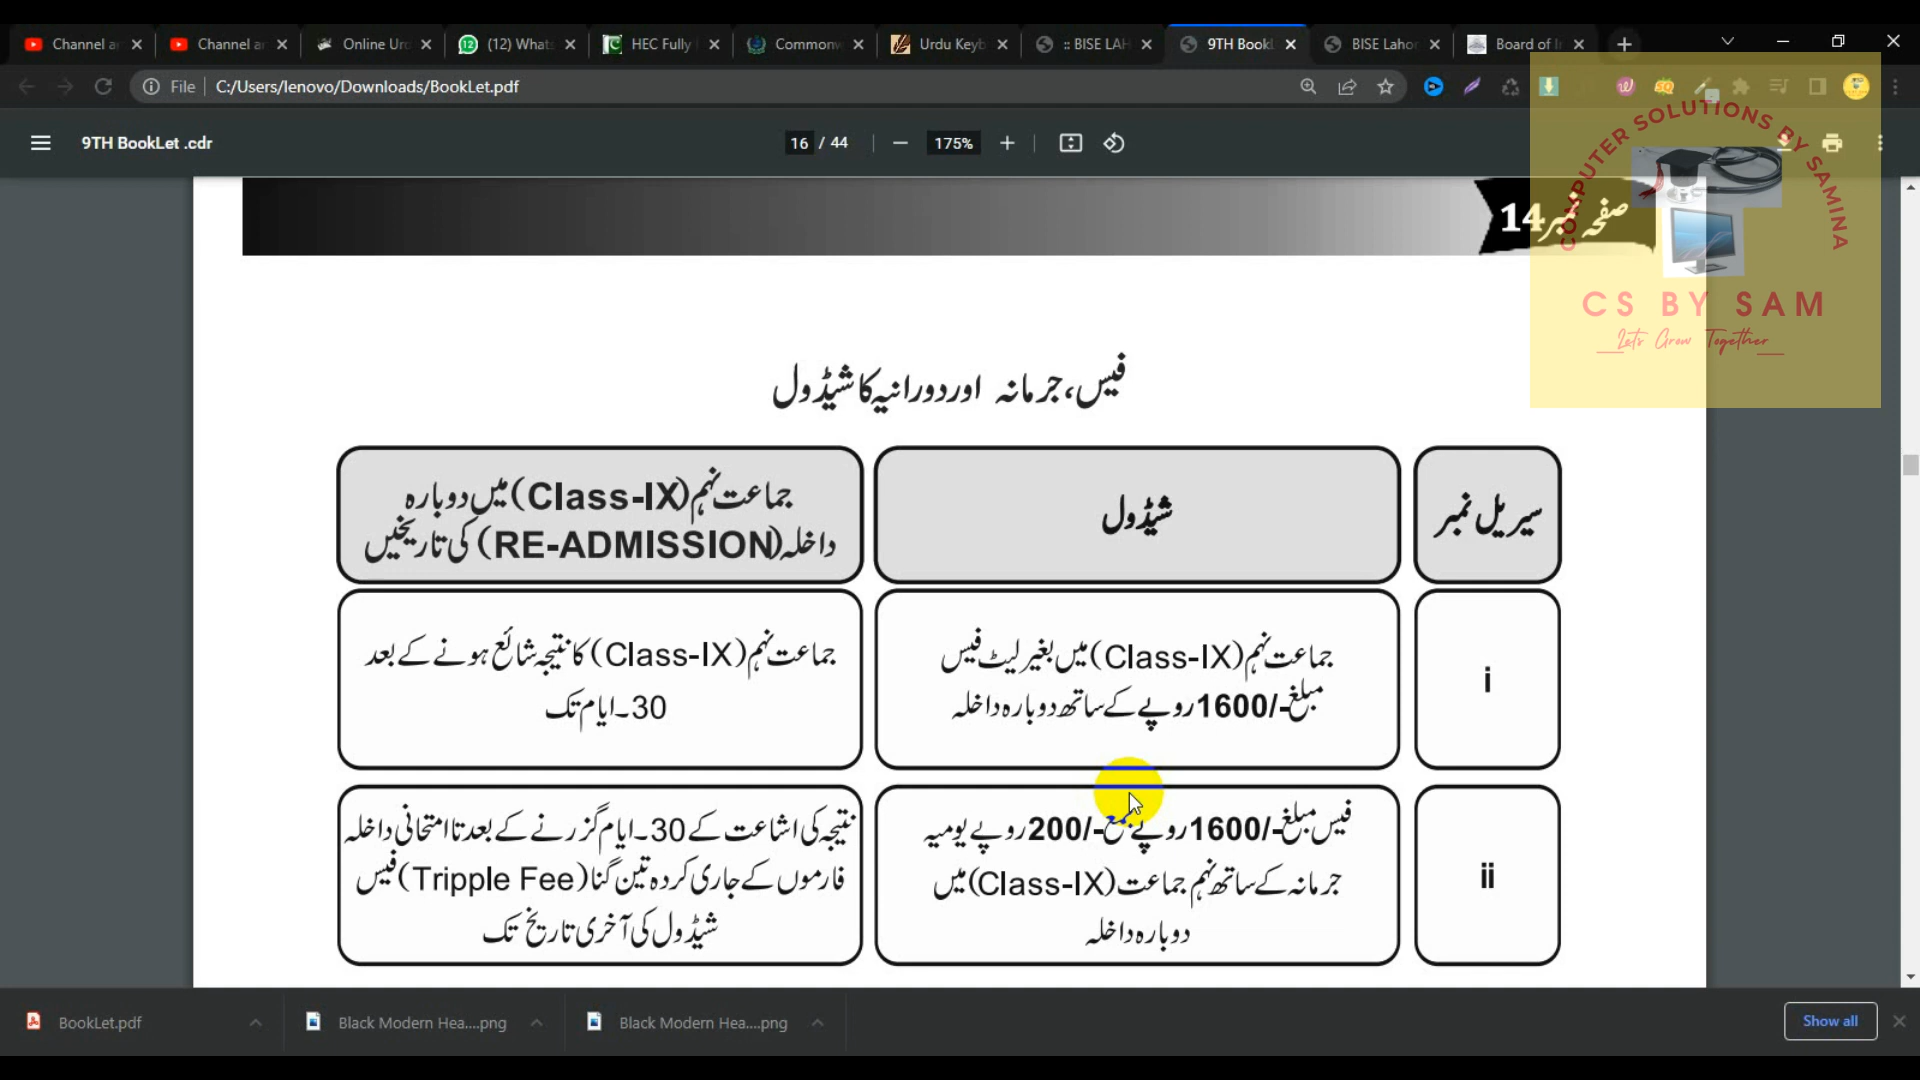 Channel a
Channel a
Online Urd
(12) Whats
HEC Fully
Commonw
Urdu Keyb
:: BISE LAH
9TH BookL
BISE Lahor
Board of I
File
C:/Users/lenovo/Downloads/BookLet.pdf
9TH BookLet .cdr
16 / 44
175%
صفحہ نمبر 14
COMPUTER SOLUTIONS BY SAMINA
CS BY SAM
Lets Grow Together
فیس، جرمانہ اور دورانیہ کا شیڈول
سیریل نمبر
شیڈول
جماعت نہم (Class-IX) میں دوبارہ
داخلہ (RE-ADMISSION) کی تاریخیں
i
جماعت نہم (Class-IX) میں بغیر لیٹ فیس
مبلغ -/1600 روپے کے ساتھ دوبارہ داخلہ
جماعت نہم (Class-IX) کا نتیجہ شائع ہونے کے بعد
30۔ایام تک
ii
فیس مبلغ -/1600 روپے بمع -/200 روپے یومیہ
جرمانہ کے ساتھ نہم جماعت (Class-IX) میں
دوبارہ داخلہ
نتیجہ کی اشاعت کے 30۔ایام گزرنے کے بعد تا امتحانی داخلہ
فارموں کے جاری کردہ تین گنا (Tripple Fee) فیس
شیڈول کی آخری تاریخ تک
BookLet.pdf
Black Modern Hea....png
Black Modern Hea....png
Show all